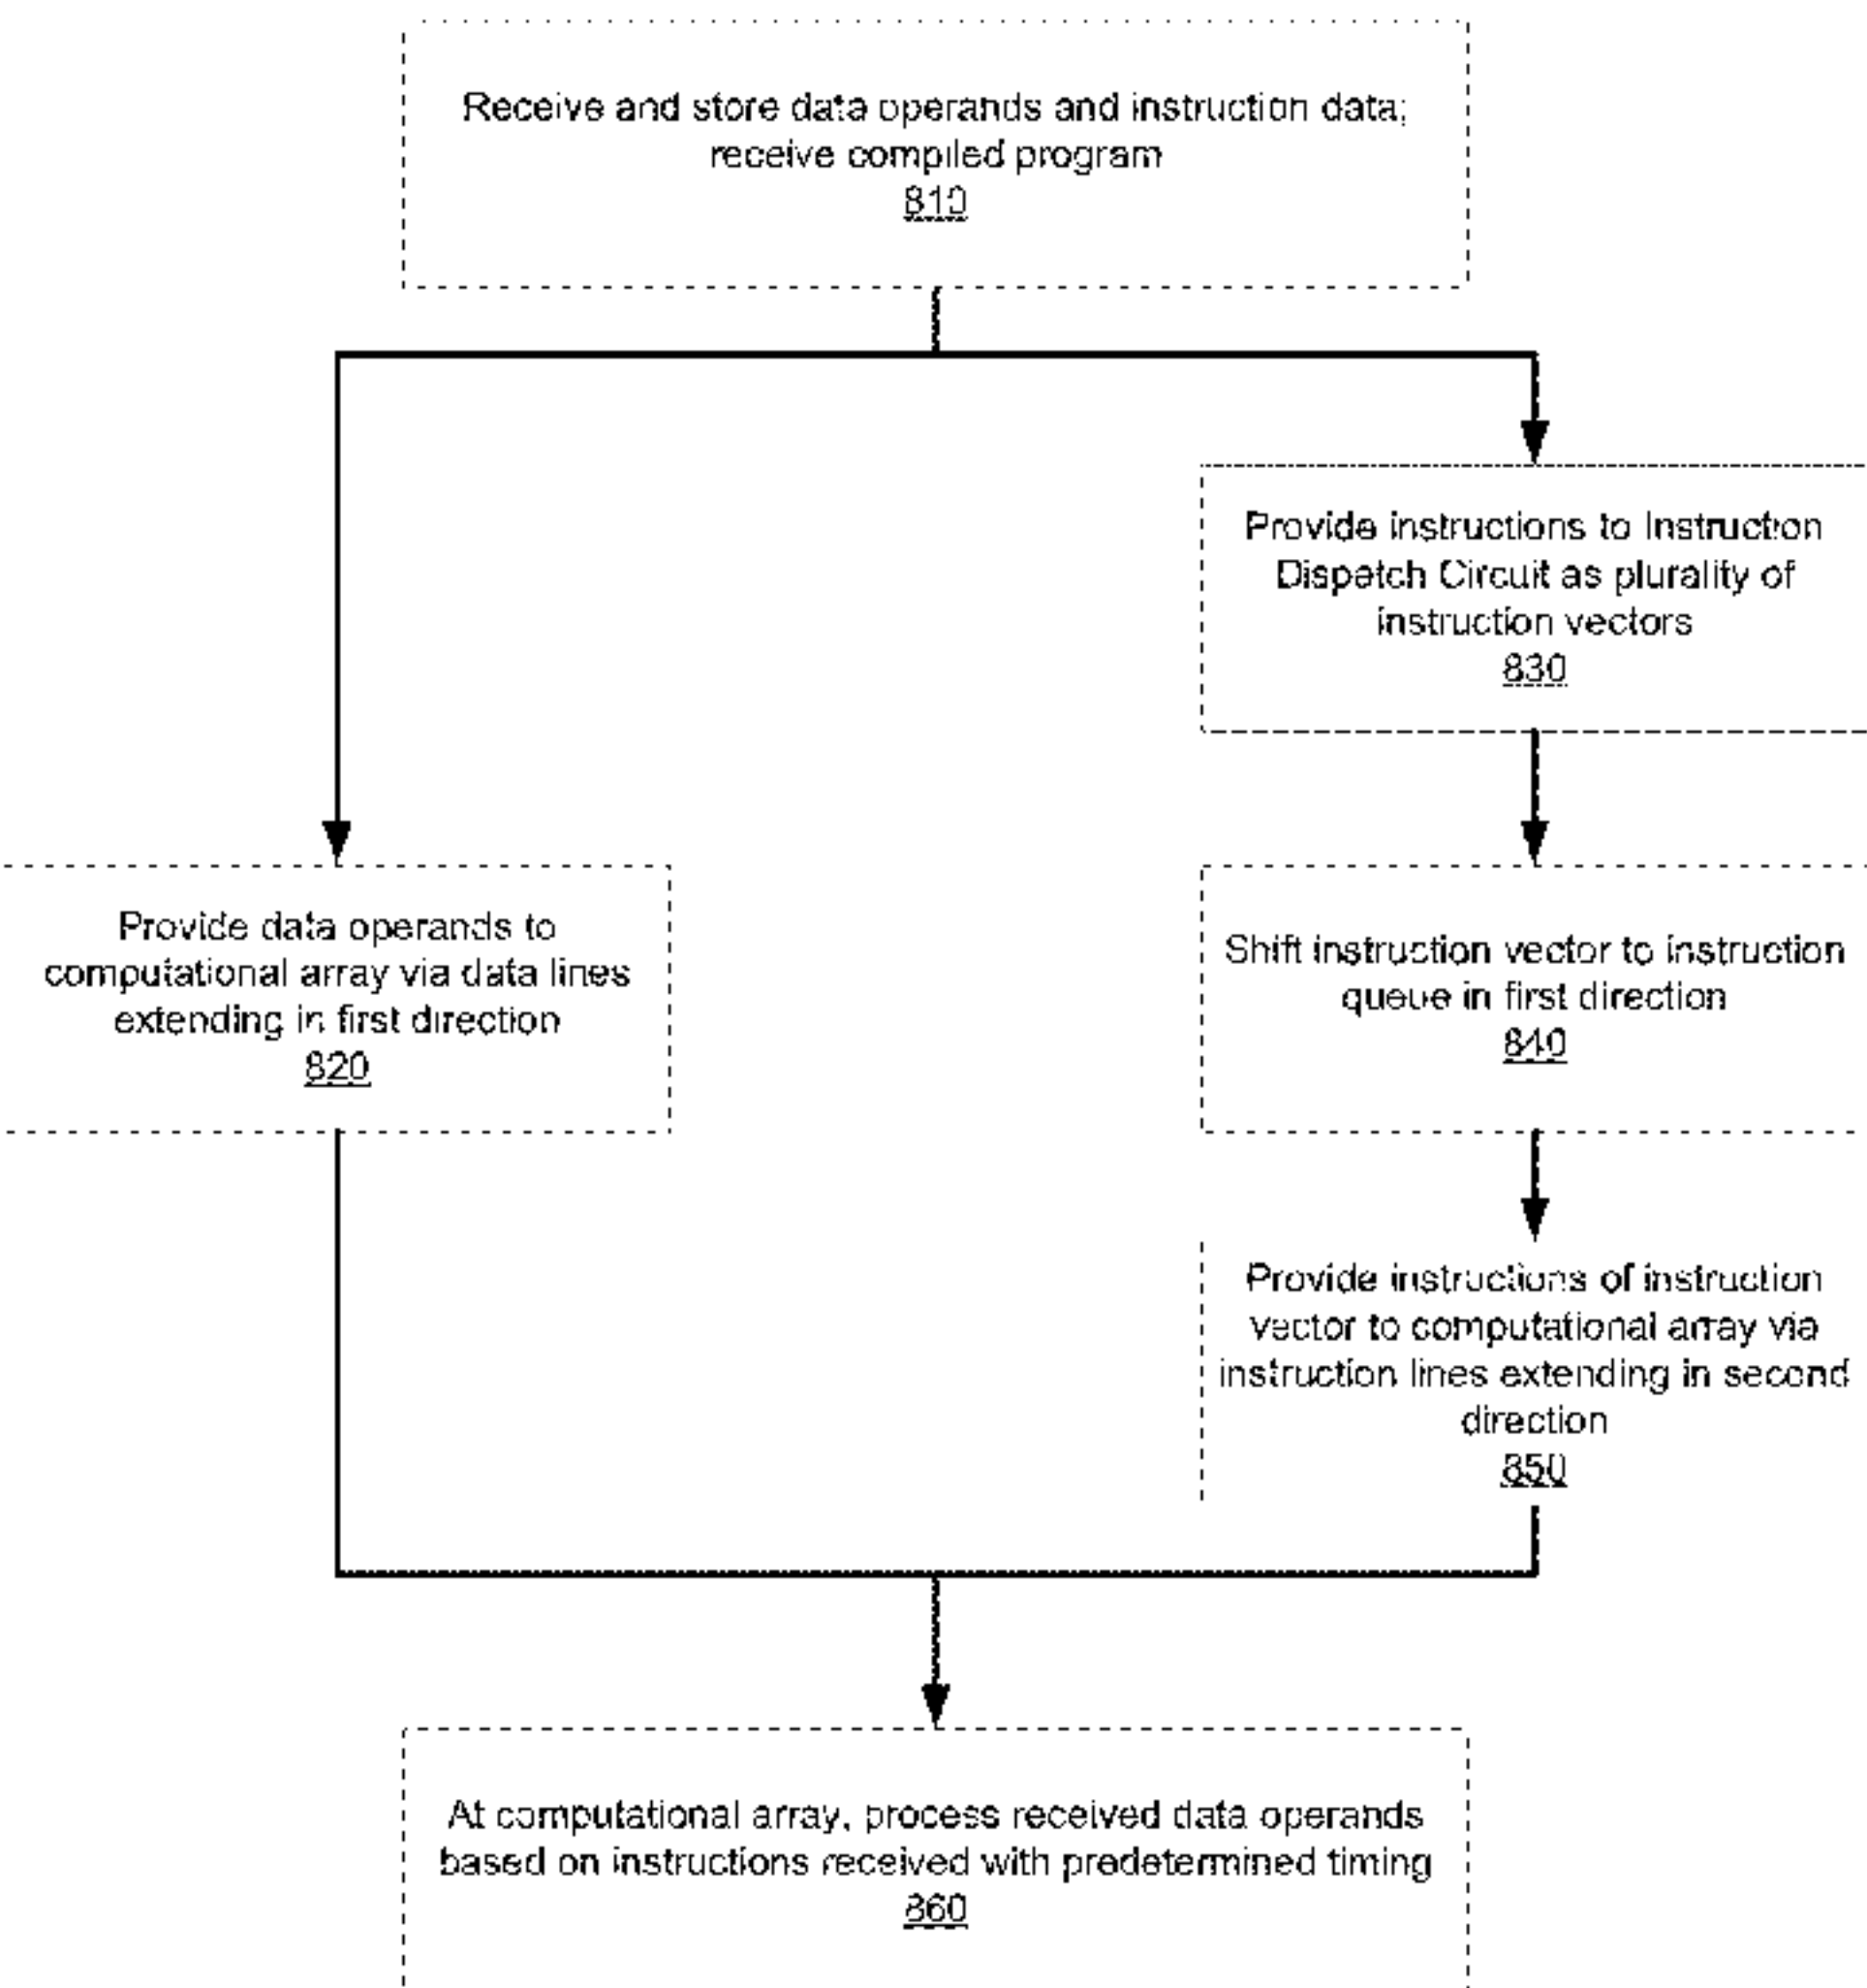 Receive and store data operands and instruction data;
receive compiled program
810
Provide instructions to Instruction
Dispatch Circuit as plurality of
instruction vectors
830
Provide data operands to
computational array via data lines
extending in first direction
820
Shift instruction vector to instruction
queue in first direction
840
Provide instructions of instruction
vector to computational array via
instruction lines extending in second
direction
850
At computational array, process received data operands
based on instructions received with predetermined timing
860